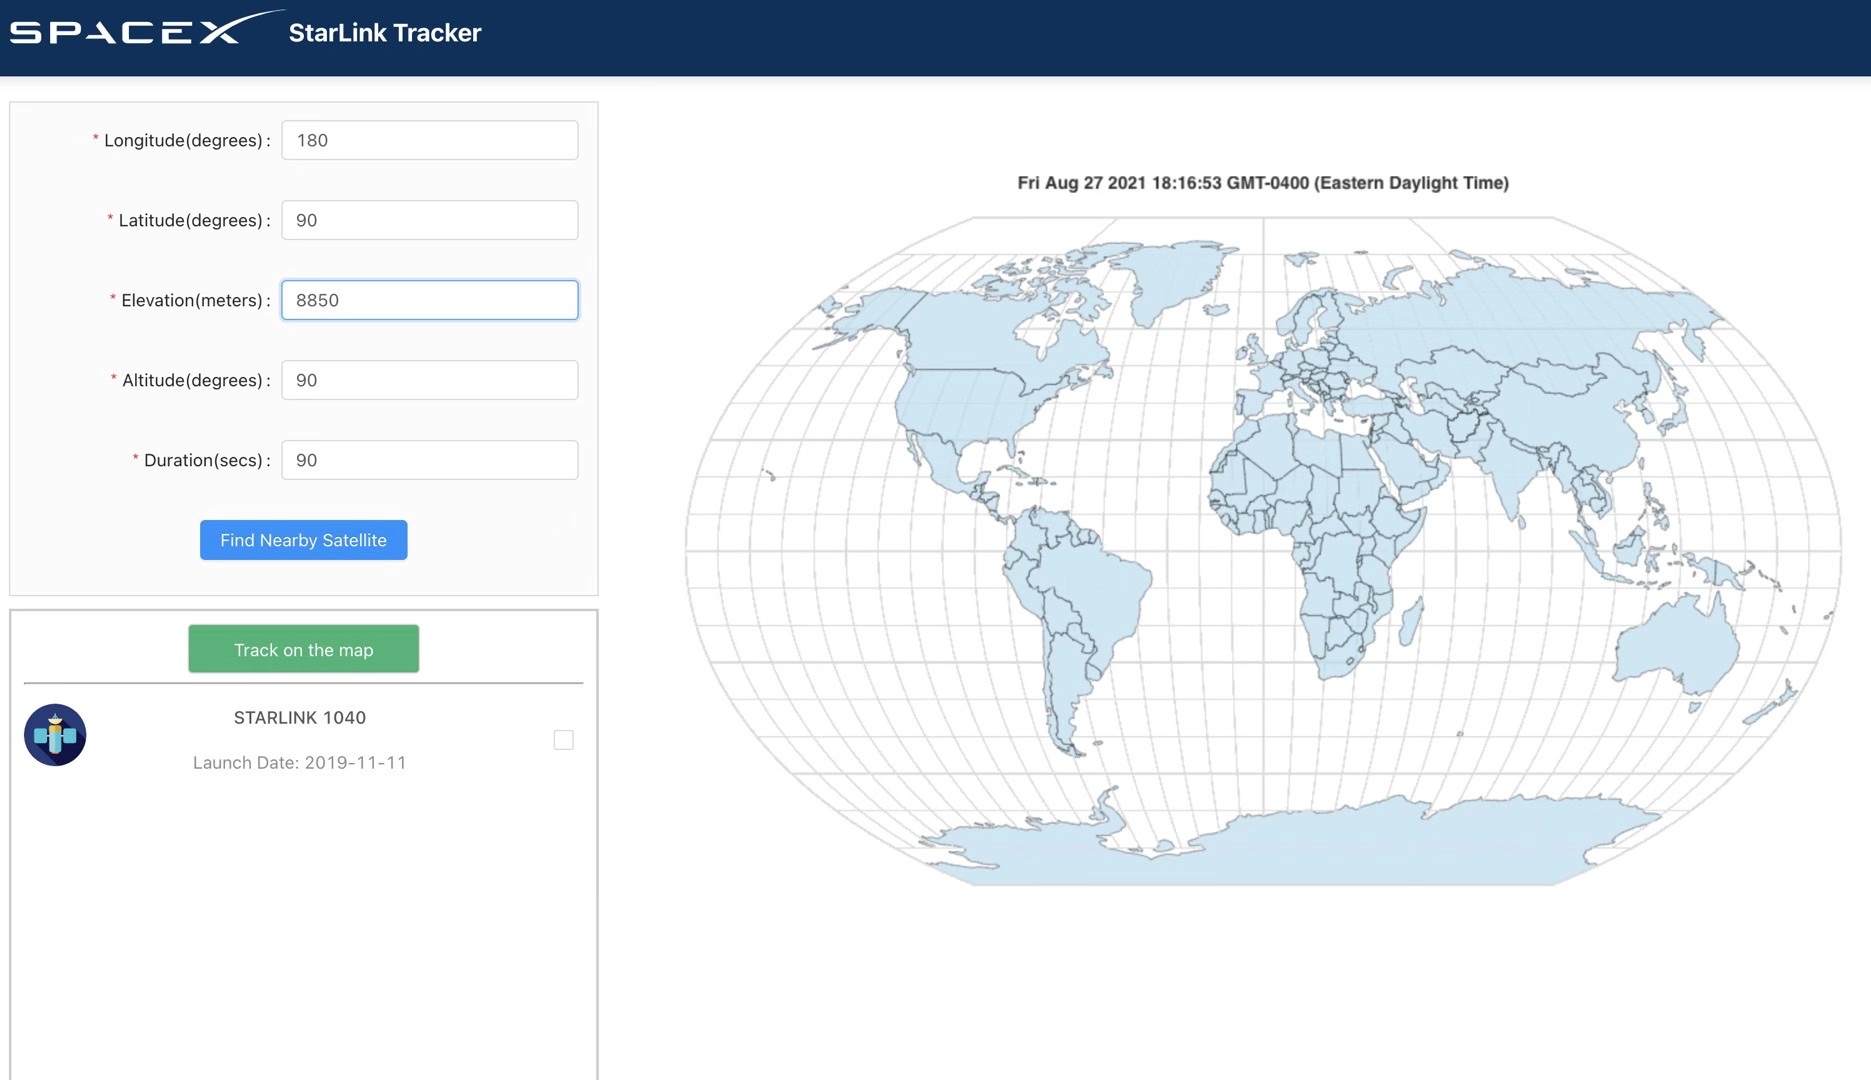 SPACEX StarLink Tracker
* Longitude(degrees) : 180
* Latitude(degrees) : 90
* Elevation(meters) : 8850
* Altitude(degrees) : 90
* Duration(secs) : 90
Find Nearby Satellite
Track on the map
STARLINK 1040
Launch Date: 2019-11-11
Fri Aug 27 2021 18:16:53 GMT-0400 (Eastern Daylight Time)